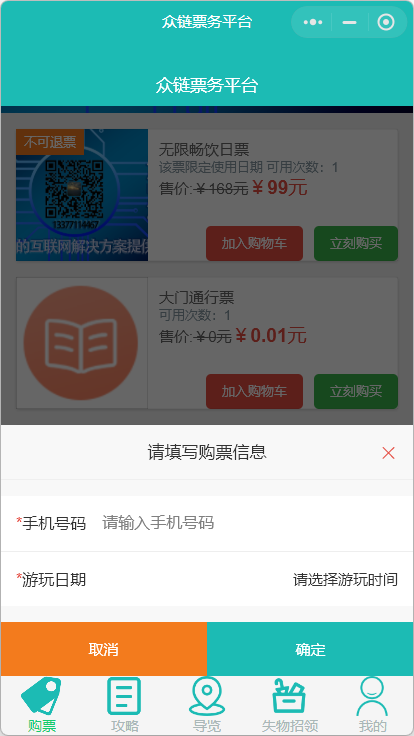 众链票务平台
众链票务平台
不可退票
13377114467
的互联网解决方案提供
无限畅饮日票
该票限定使用日期 可用次数：1
售价:￥168元￥99元
加入购物车 立刻购买
大门通行票
可用次数：1
售价:￥0元￥0.01元
加入购物车 立刻购买
请填写购票信息
*手机号码 请输入手机号码
*游玩日期 请选择游玩时间
取消 确定
购票 攻略 导览 失物招领 我的